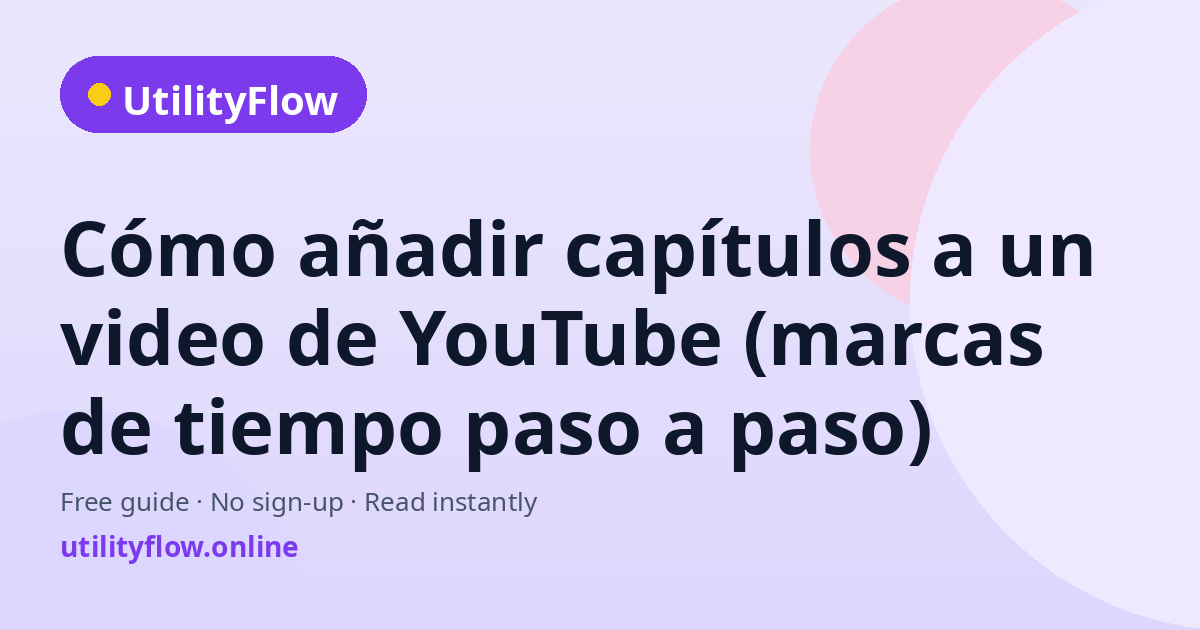 UtilityFlow
Cómo añadir capítulos a un
video de YouTube (marcas
de tiempo paso a paso)
Free guide · No sign-up · Read instantly
utilityflow.online